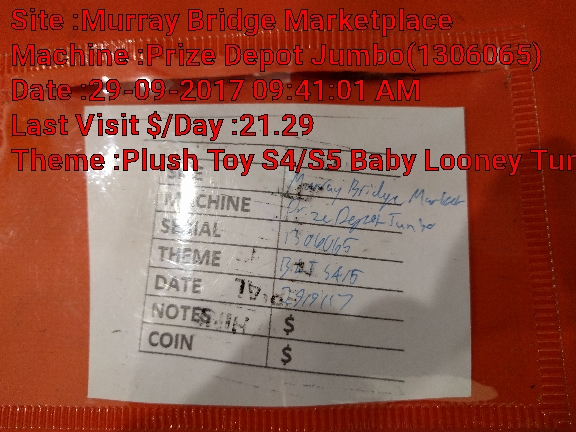 Site :Murray Bridge Marketplace
Machine :Prize Depot Jumbo(1306065)
Date :29-09-2017 09:41:01 AM
Last Visit $/Day :21.29
Theme :Plush Toy S4/S5 Baby Looney Tun
SITE Murray Bridge Market
MACHINE Prize Depot Jumbo
SERIAL 1306065
THEME S4/5
DATE 29/9/17
NOTES $
COIN $